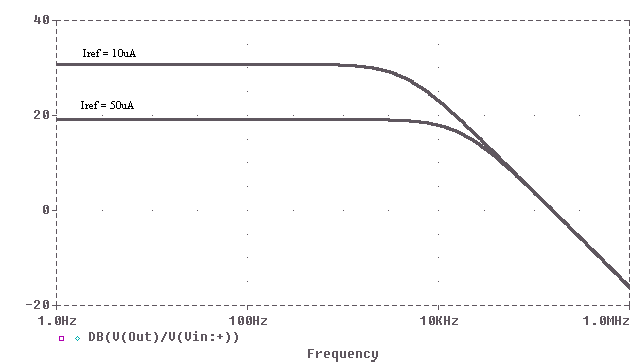 40
Iref = 10uA
Iref = 50uA
20
0
-20
1.0Hz 100Hz 10KHz 1.0MHz
DB(V(Out)/V(Vin:+))
Frequency